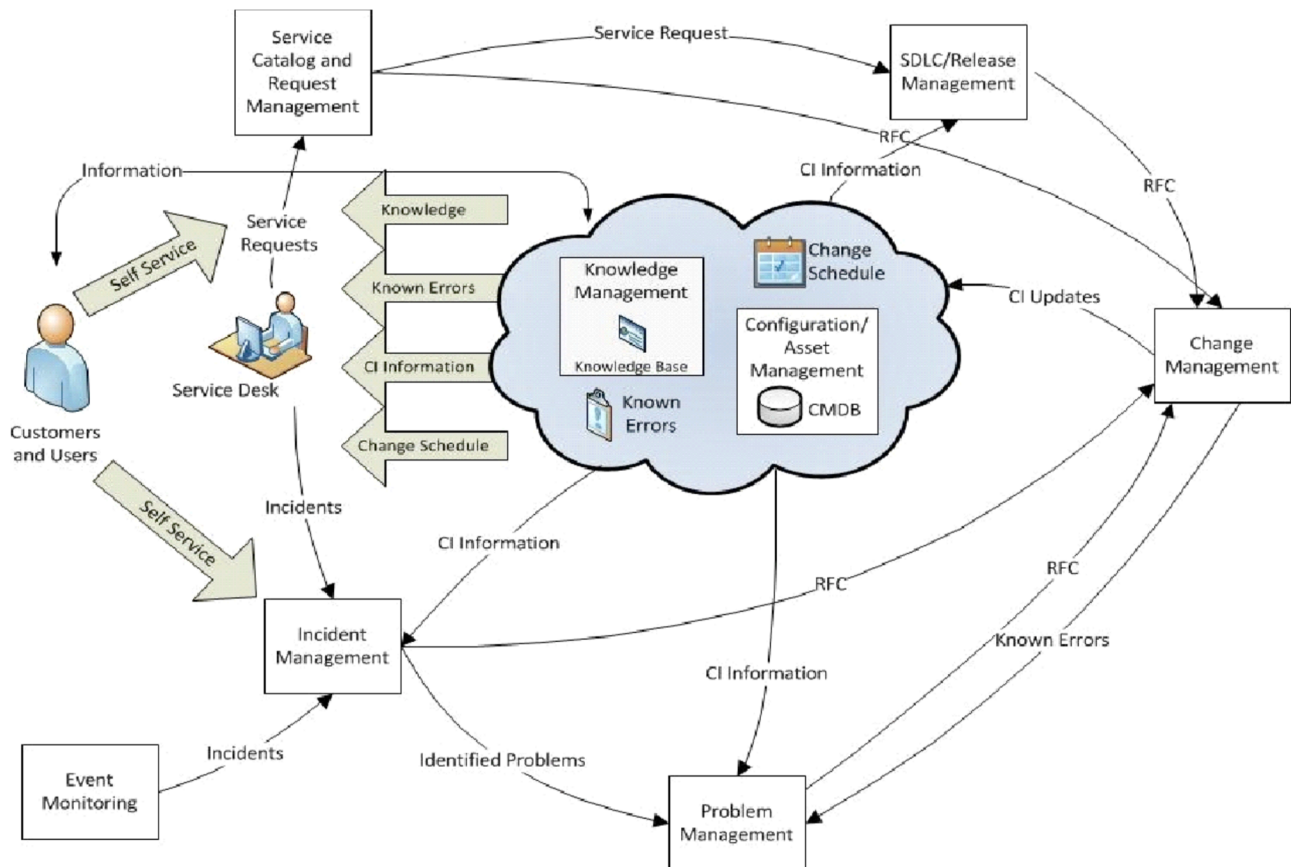 Service
Catalog and
Request
Management
Service Request
SDLC/Release
Management
RFC
CI Information
RFC
Information
Knowledge
Service
Requests
Self Service
Known Errors
Knowledge
Management
Knowledge Base
Change
Schedule
Configuration/
Asset
Management
CMDB
Known
Errors
CI Updates
Change
Management
CI Information
Service Desk
Change Schedule
Customers
and Users
Self Service
Incidents
CI Information
RFC
RFC
Known Errors
Incident
Management
CI Information
Incidents
Identified Problems
Event
Monitoring
Problem
Management